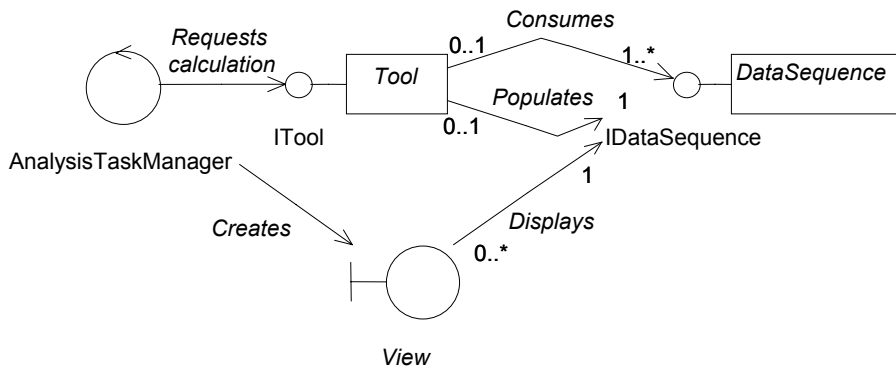 Consumes
Requests
calculation
0..1
1..*
Tool
DataSequence
Populates
1
0..1
ITool
IDataSequence
AnalysisTaskManager
1
Creates
Displays
0..*
View